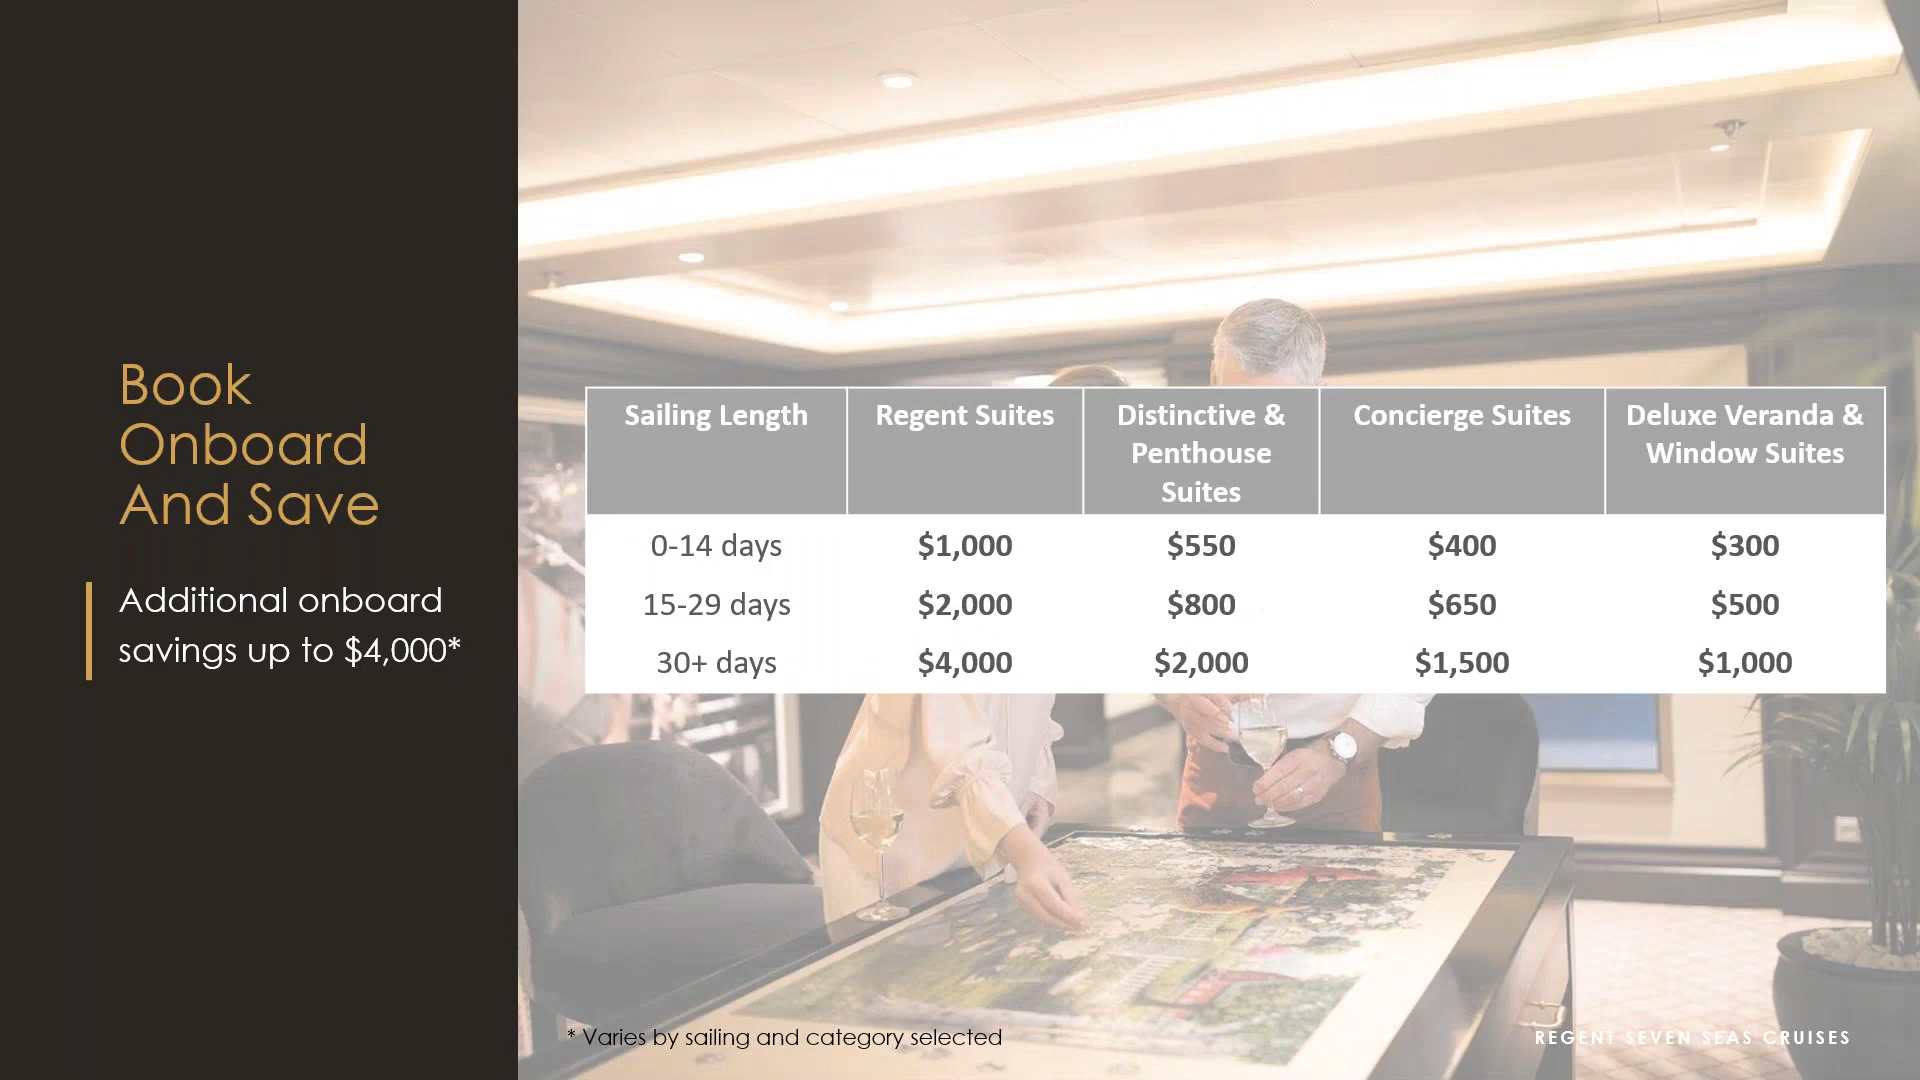 Book
Onboard
And Save
Additional onboard
savings up to $4,000*
Sailing Length Regent Suites Distinctive & Penthouse Suites Concierge Suites Deluxe Veranda & Window Suites
0-14 days $1,000 $550 $400 $300
15-29 days $2,000 $800 $650 $500
30+ days $4,000 $2,000 $1,500 $1,000
* Varies by sailing and category selected
REGENT SEVEN SEAS CRUISES